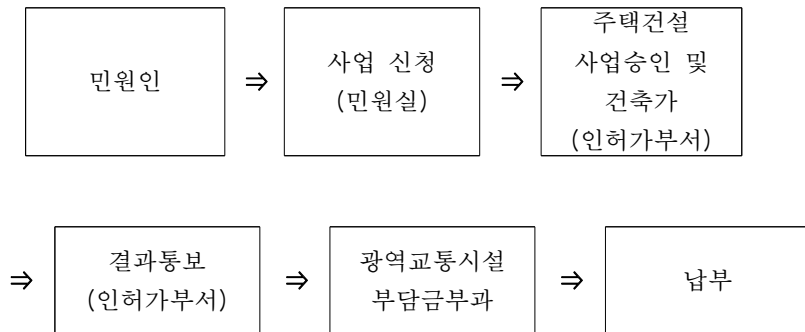 민원인
⇒
사업 신청
(민원실)
⇒
주택건설
사업승인 및
건축가
(인허가부서)
⇒
결과통보
(인허가부서)
⇒
광역교통시설
부담금부과
⇒
납부